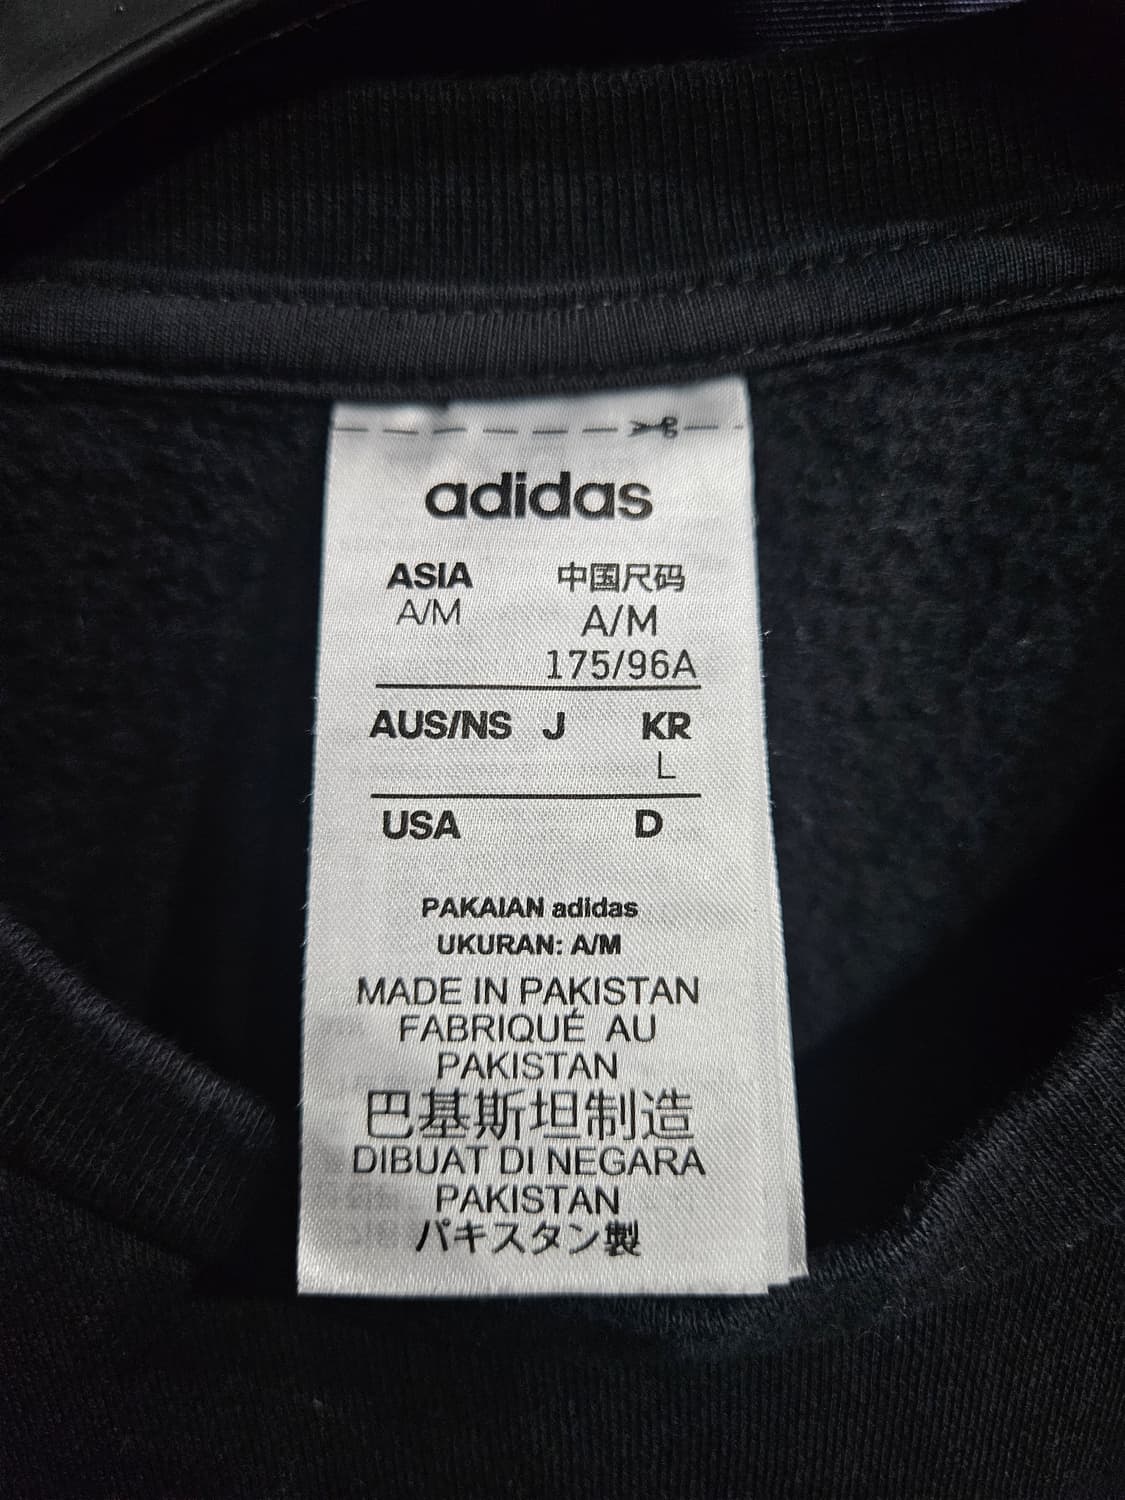 adidas
ASIA 中国尺码
A/M A/M
175/96A
AUS/NS J KR
L
USA D
PAKAIAN adidas
UKURAN: A/M
MADE IN PAKISTAN
FABRIQUÉ AU
PAKISTAN
巴基斯坦制造
DIBUAT DI NEGARA
PAKISTAN
パキスタン製